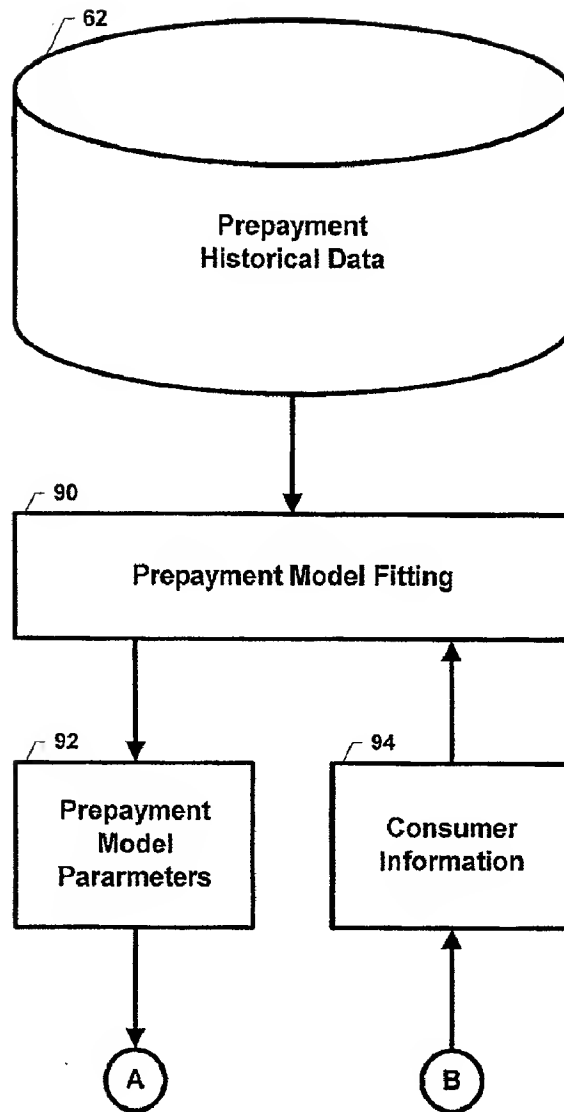 62
Prepayment
Historical Data
90
Prepayment Model Fitting
92
Prepayment
Model
Pararmeters
94
Consumer
Information
A
B